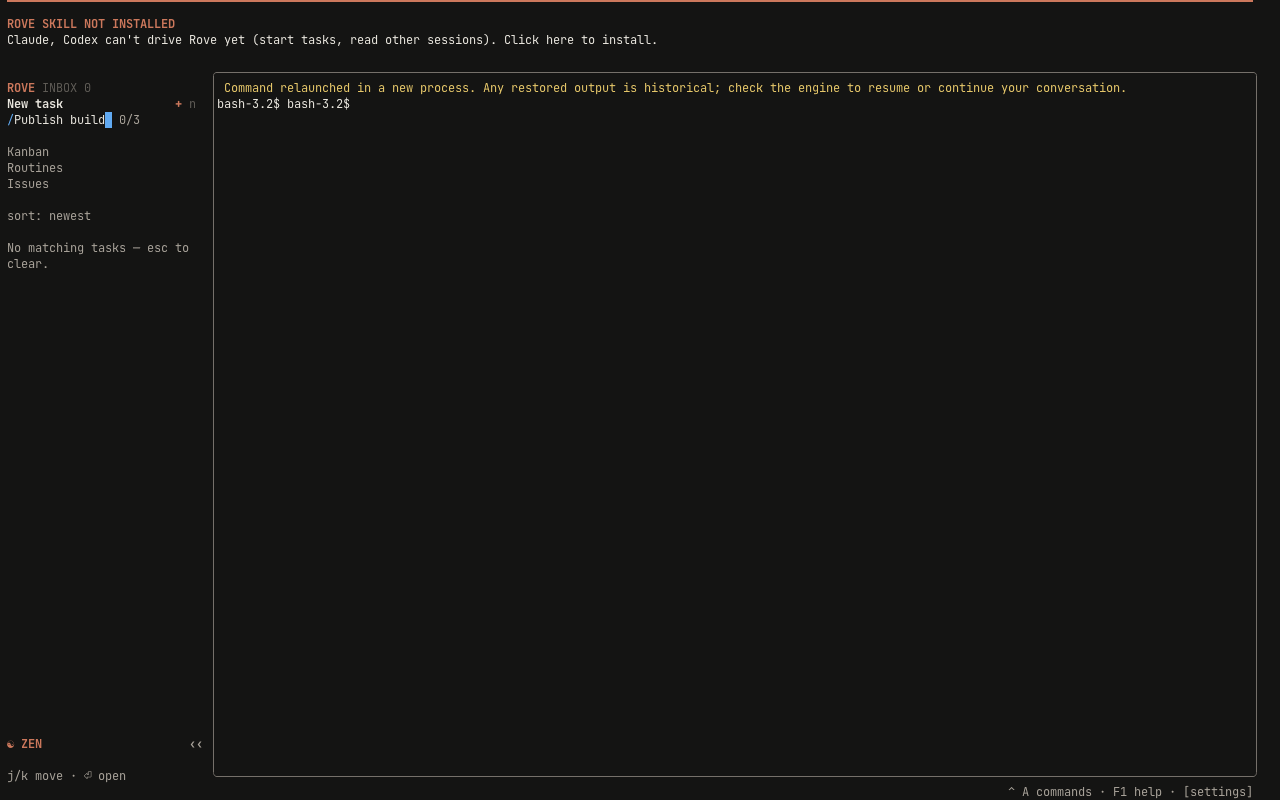 ROVE SKILL NOT INSTALLED
Claude, Codex can't drive Rove yet (start tasks, read other sessions). Click here to install.
ROVE INBOX 0
New task + n
/Publish build 0/3
Kanban
Routines
Issues
sort: newest
No matching tasks — esc to
clear.
☯ ZEN ‹‹
j/k move · ⏎ open
Command relaunched in a new process. Any restored output is historical; check the engine to resume or continue your conversation.
bash-3.2$ bash-3.2$
^ A commands · F1 help · [settings]